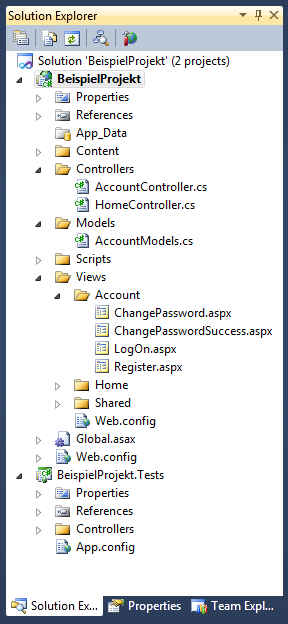 Solution Explorer
Solution 'BeispielProjekt' (2 projects)
BeispielProjekt
Properties
References
App_Data
Content
Controllers
AccountController.cs
HomeController.cs
Models
AccountModels.cs
Scripts
Views
Account
ChangePassword.aspx
ChangePasswordSuccess.aspx
LogOn.aspx
Register.aspx
Home
Shared
Web.config
Global.asax
Web.config
BeispielProjekt.Tests
Properties
References
Controllers
App.config
Solution Ex... Properties Team Expl...